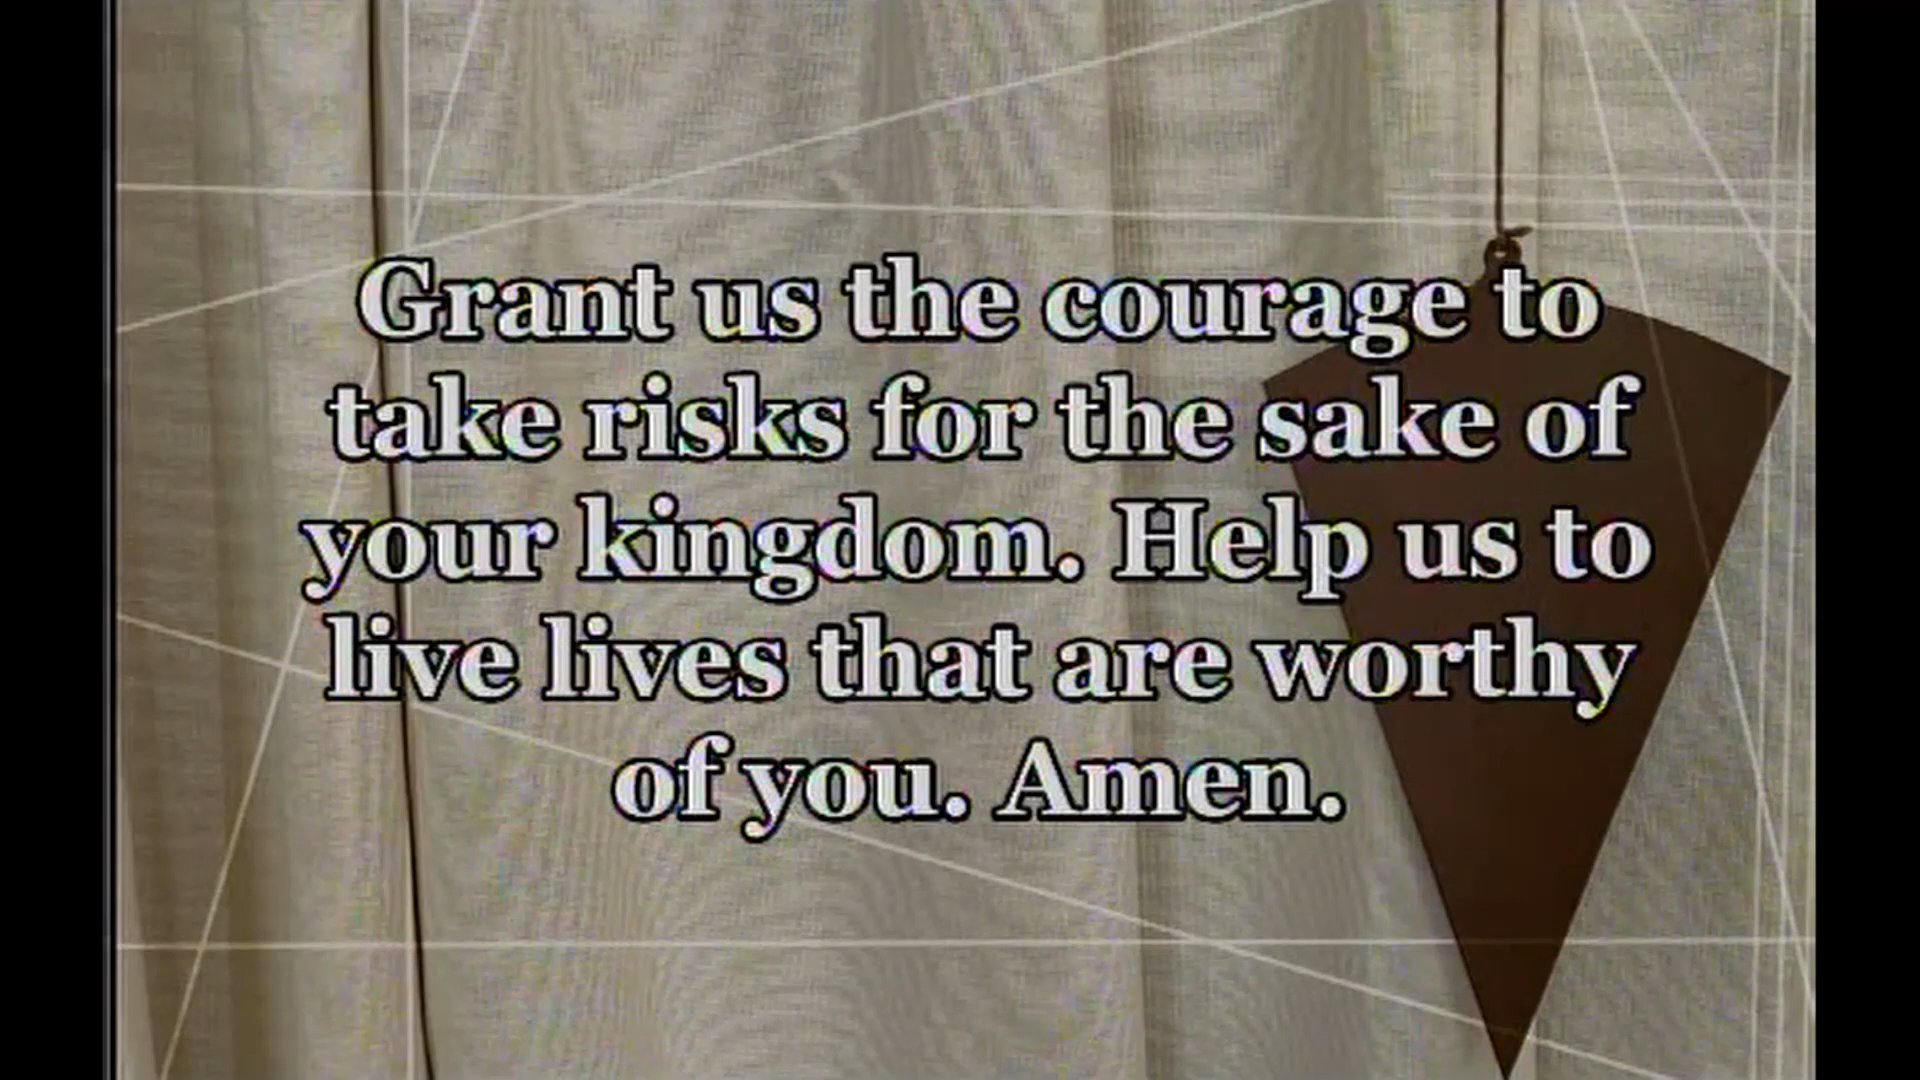 Grant us the courage to
take risks for the sake of
your kingdom. Help us to
live lives that are worthy
of you. Amen.